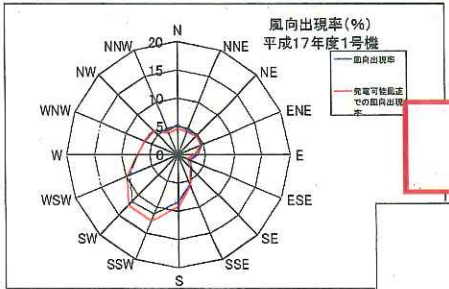 風向出現率(%)
平成17年度1号機
風向出現率
発電可能風速
での風向出現
率
N
NNE
NE
ENE
E
ESE
SE
SSE
S
SSW
SW
WSW
W
WNW
NW
NNW
20
15
10
5
0